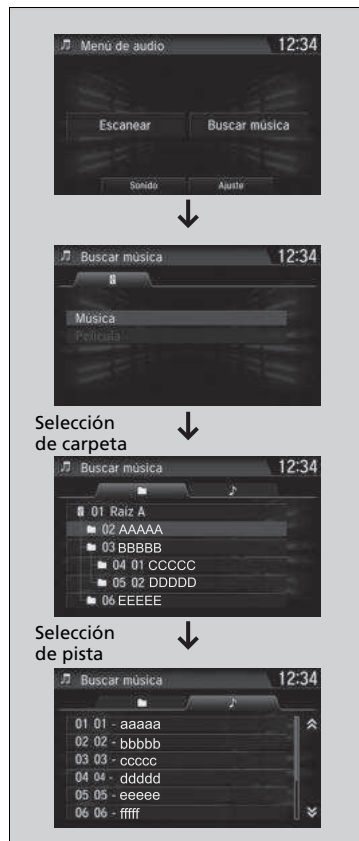 Menú de audio 12:34
Escanear Buscar música
Sonido Ajuste
Buscar música 12:34
Música
Película
Selección
de carpeta
Buscar música 12:34
01 Raíz A
02 AAAAA
03 BBBBB
04 01 CCCCC
05 02 DDDDD
06 EEEEE
Selección
de pista
Buscar música 12:34
01 01 - aaaaa
02 02 - bbbbb
03 03 - ccccc
04 04 - ddddd
05 05 - eeeee
06 06 - fffff